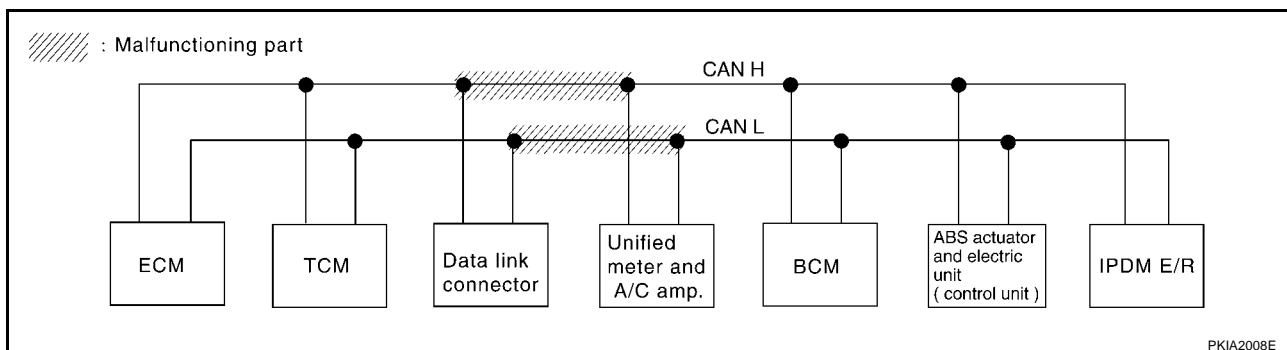 : Malfunctioning part
CAN H
CAN L
ECM
TCM
Data link
connector
Unified
meter and
A/C amp.
BCM
ABS actuator
and electric
unit
( control unit )
IPDM E/R
PKIA2008E